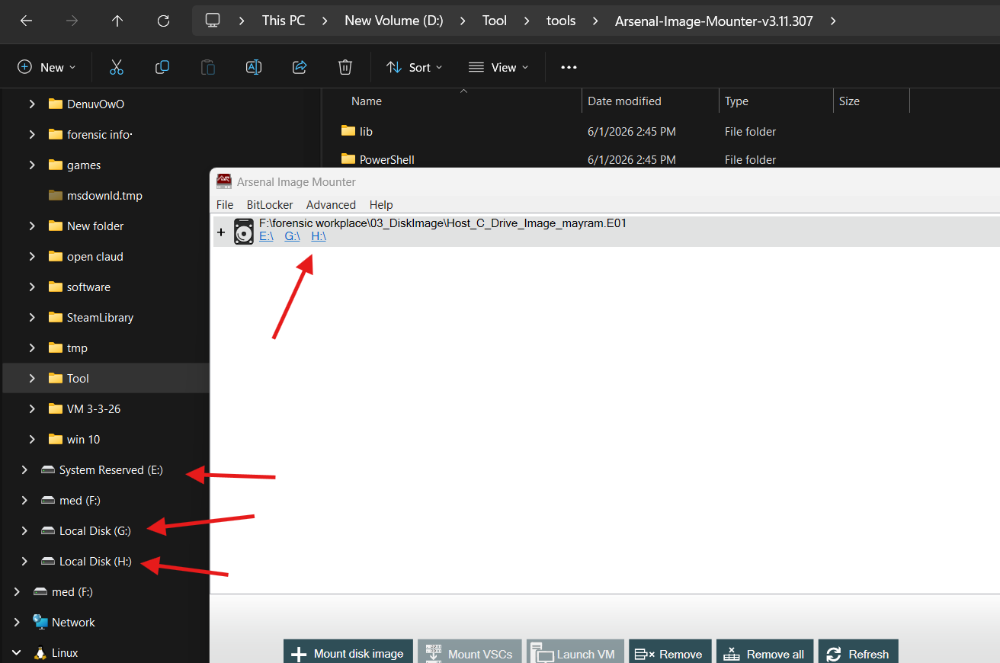 This PC > New Volume (D:) > Tool > tools > Arsenal-Image-Mounter-v3.11.307 >
New Sort View
Name Date modified Type Size
lib 6/1/2026 2:45 PM File folder
PowerShell 6/1/2026 2:45 PM File folder
DenuvOwO
forensic info·
games
msdownld.tmp
New folder
open claud
software
SteamLibrary
tmp
Tool
VM 3-3-26
win 10
System Reserved (E:)
med (F:)
Local Disk (G:)
Local Disk (H:)
med (F:)
Network
Linux
Arsenal Image Mounter
File BitLocker Advanced Help
F:\forensic workplace\03_DiskImage\Host_C_Drive_Image_mayram.E01
E:\ G:\ H:\
Mount disk image Mount VSCs Launch VM Remove Remove all Refresh